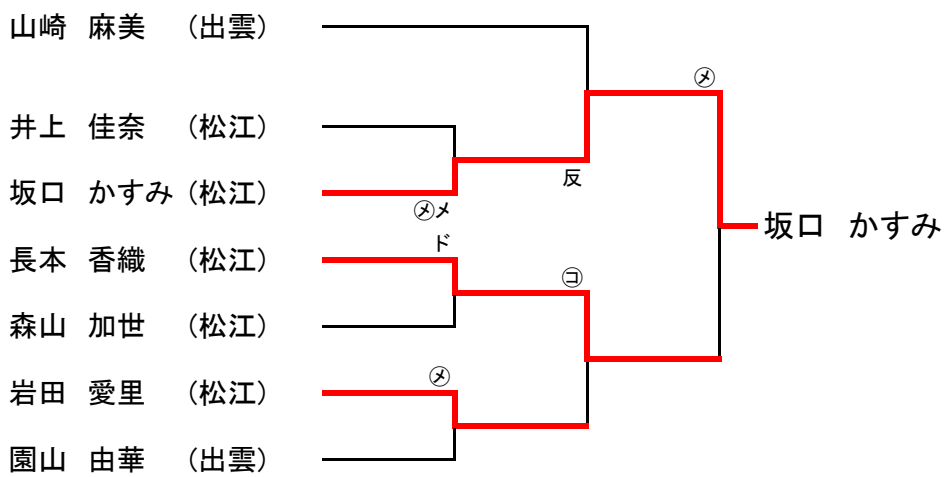 山崎 麻美 （出雲）
㋱
井上 佳奈 （松江）
反
坂口 かすみ （松江）
㋱メ
坂口 かすみ
ド
長本 香織 （松江）
㋙
森山 加世 （松江）
㋱
岩田 愛里 （松江）
園山 由華 （出雲）